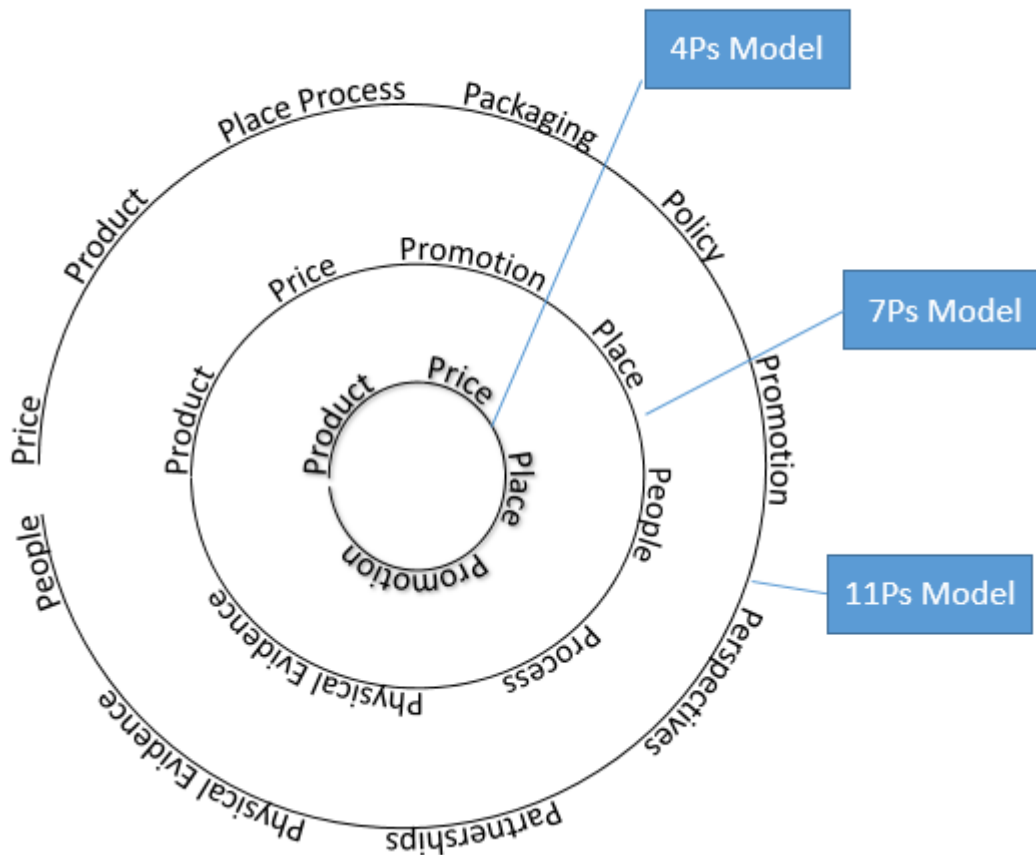 4Ps Model
7Ps Model
11Ps Model
Price
Product
Place Process
Packaging
Policy
Promotion
Perspectives
Partnerships
Physical Evidence
People
Product
Price
Promotion
Place
People
Process
Physical Evidence
Product
Price
Place
Promotion